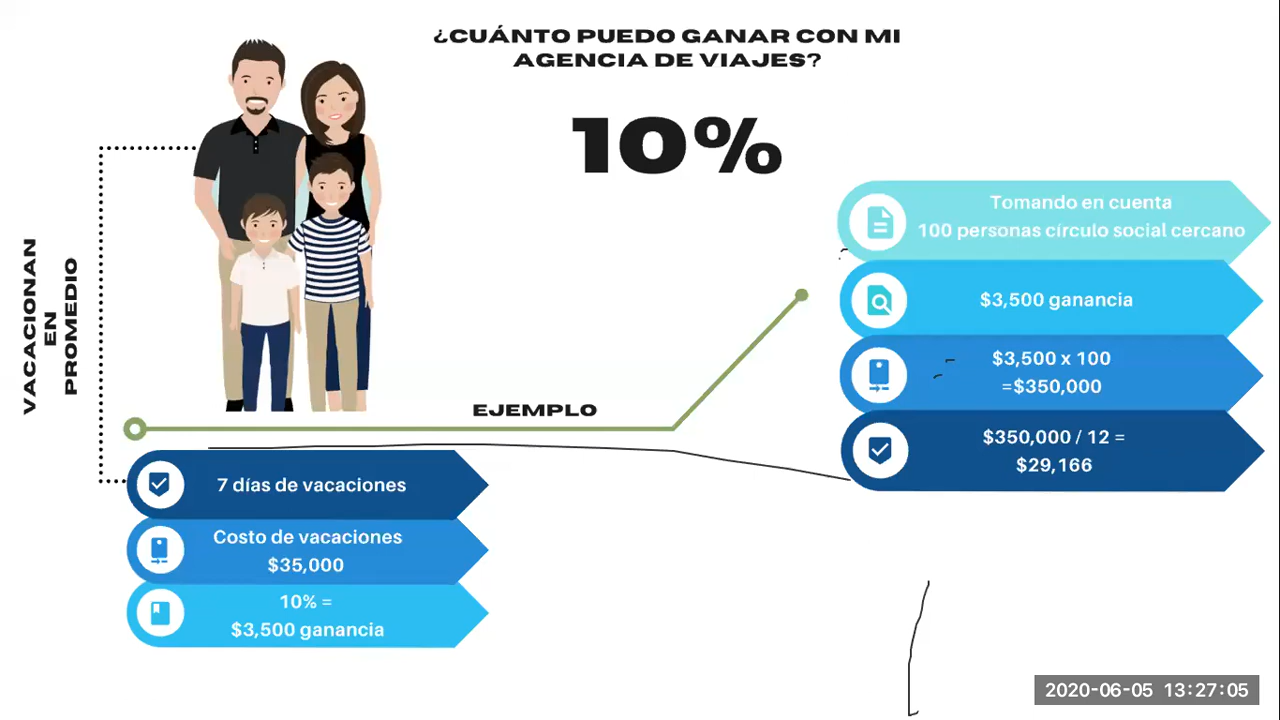 ¿CUÁNTO PUEDO GANAR CON MI
AGENCIA DE VIAJES?
10%
VACACIONAN
EN
PROMEDIO
EJEMPLO
7 días de vacaciones
Costo de vacaciones
$35,000
10% =
$3,500 ganancia
Tomando en cuenta
100 personas círculo social cercano
$3,500 ganancia
$3,500 x 100
=$350,000
$350,000 / 12 =
$29,166
2020-06-05 13:27:05